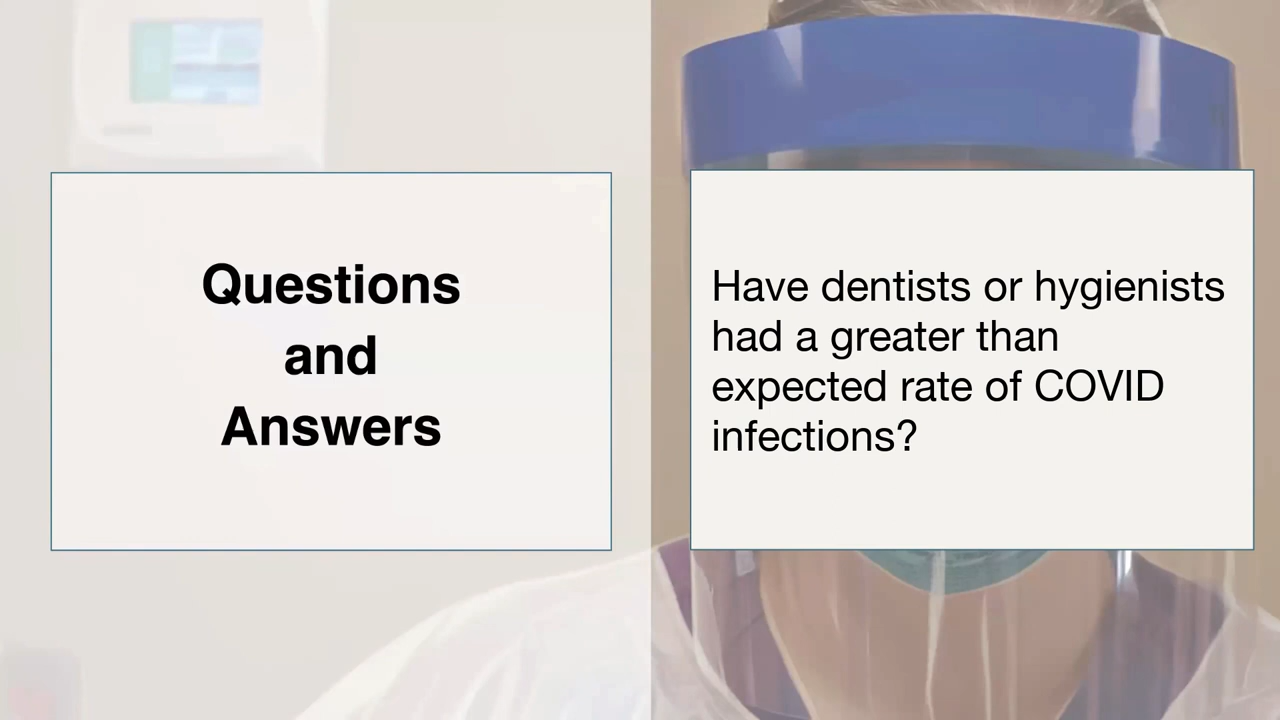 Questions
and
Answers
Have dentists or hygienists
had a greater than
expected rate of COVID
infections?